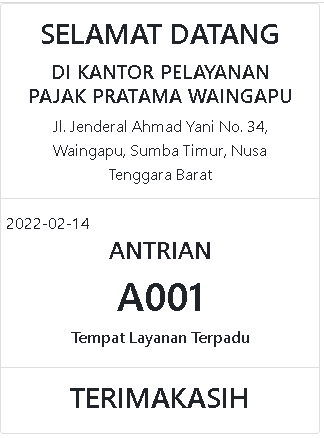 SELAMAT DATANG
DI KANTOR PELAYANAN
PAJAK PRATAMA WAINGAPU
Jl. Jenderal Ahmad Yani No. 34,
Waingapu, Sumba Timur, Nusa
Tenggara Barat
2022-02-14
ANTRIAN
A001
Tempat Layanan Terpadu
TERIMAKASIH